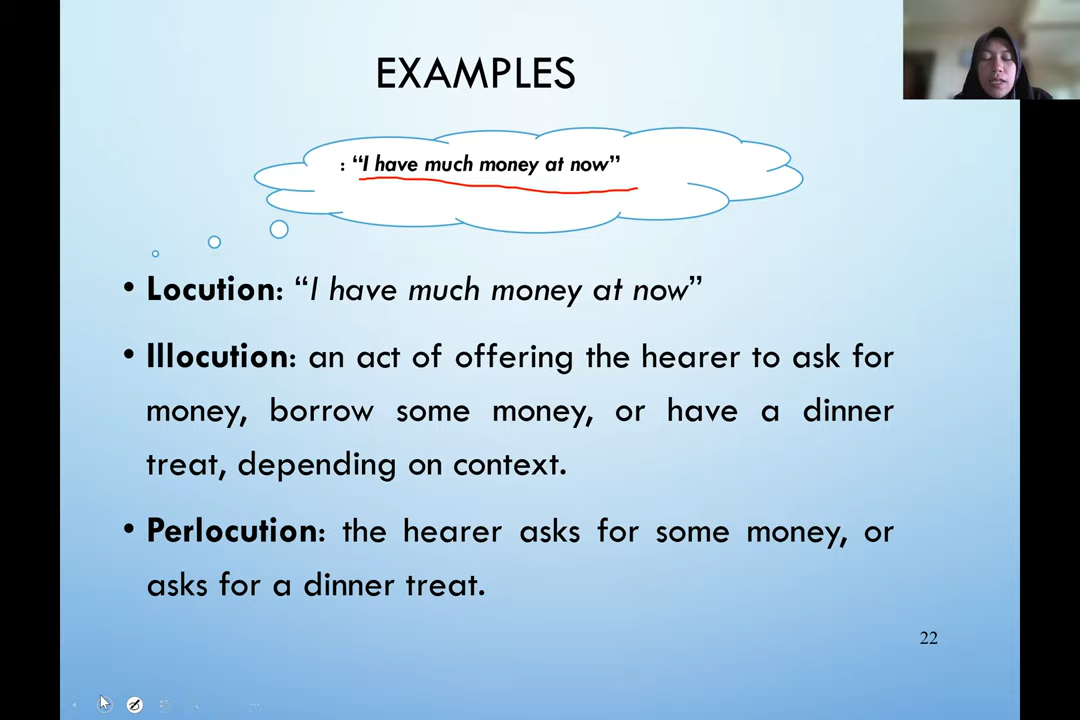 EXAMPLES
: “I have much money at now”
• Locution: “I have much money at now”
• Illocution: an act of offering the hearer to ask for
money, borrow some money, or have a dinner
treat, depending on context.
• Perlocution: the hearer asks for some money, or
asks for a dinner treat.
22